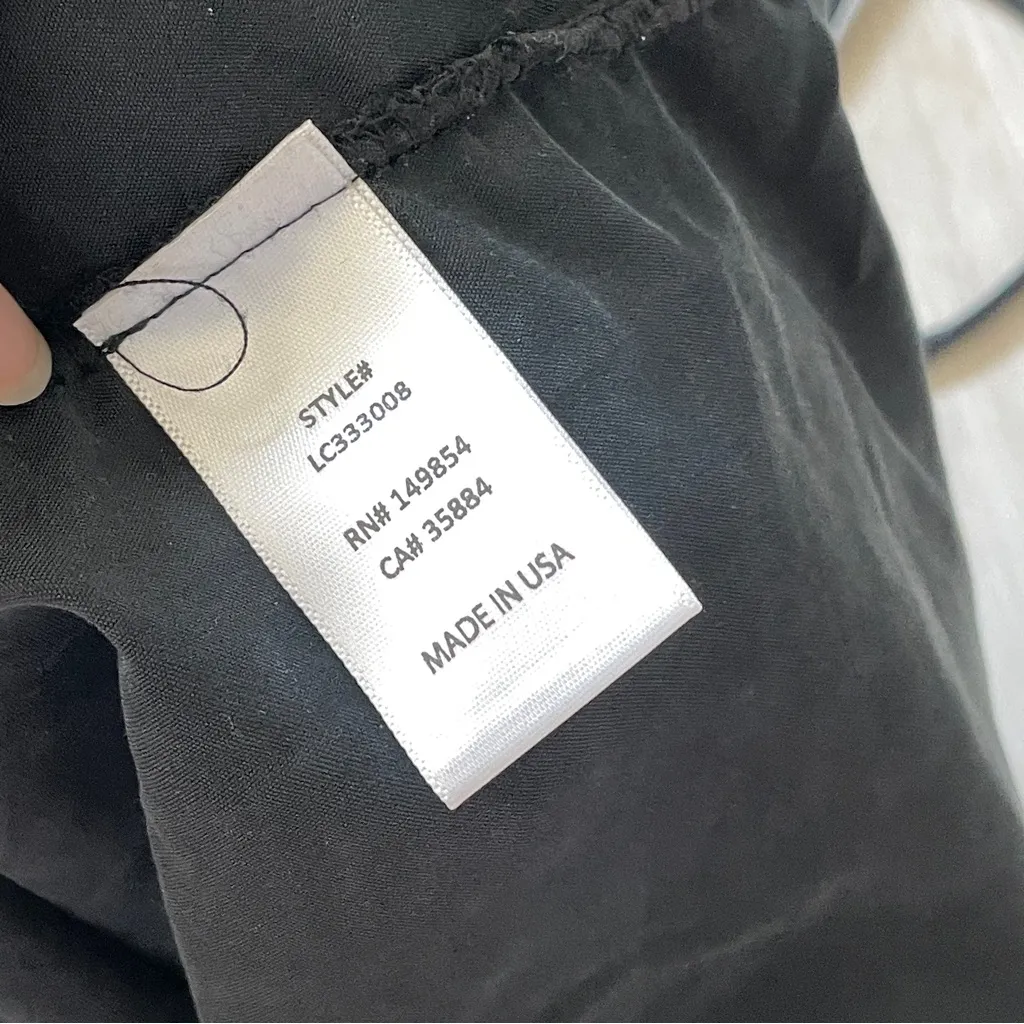 STYLE#
LC333008
RN# 149854
CA# 35884
MADE IN USA